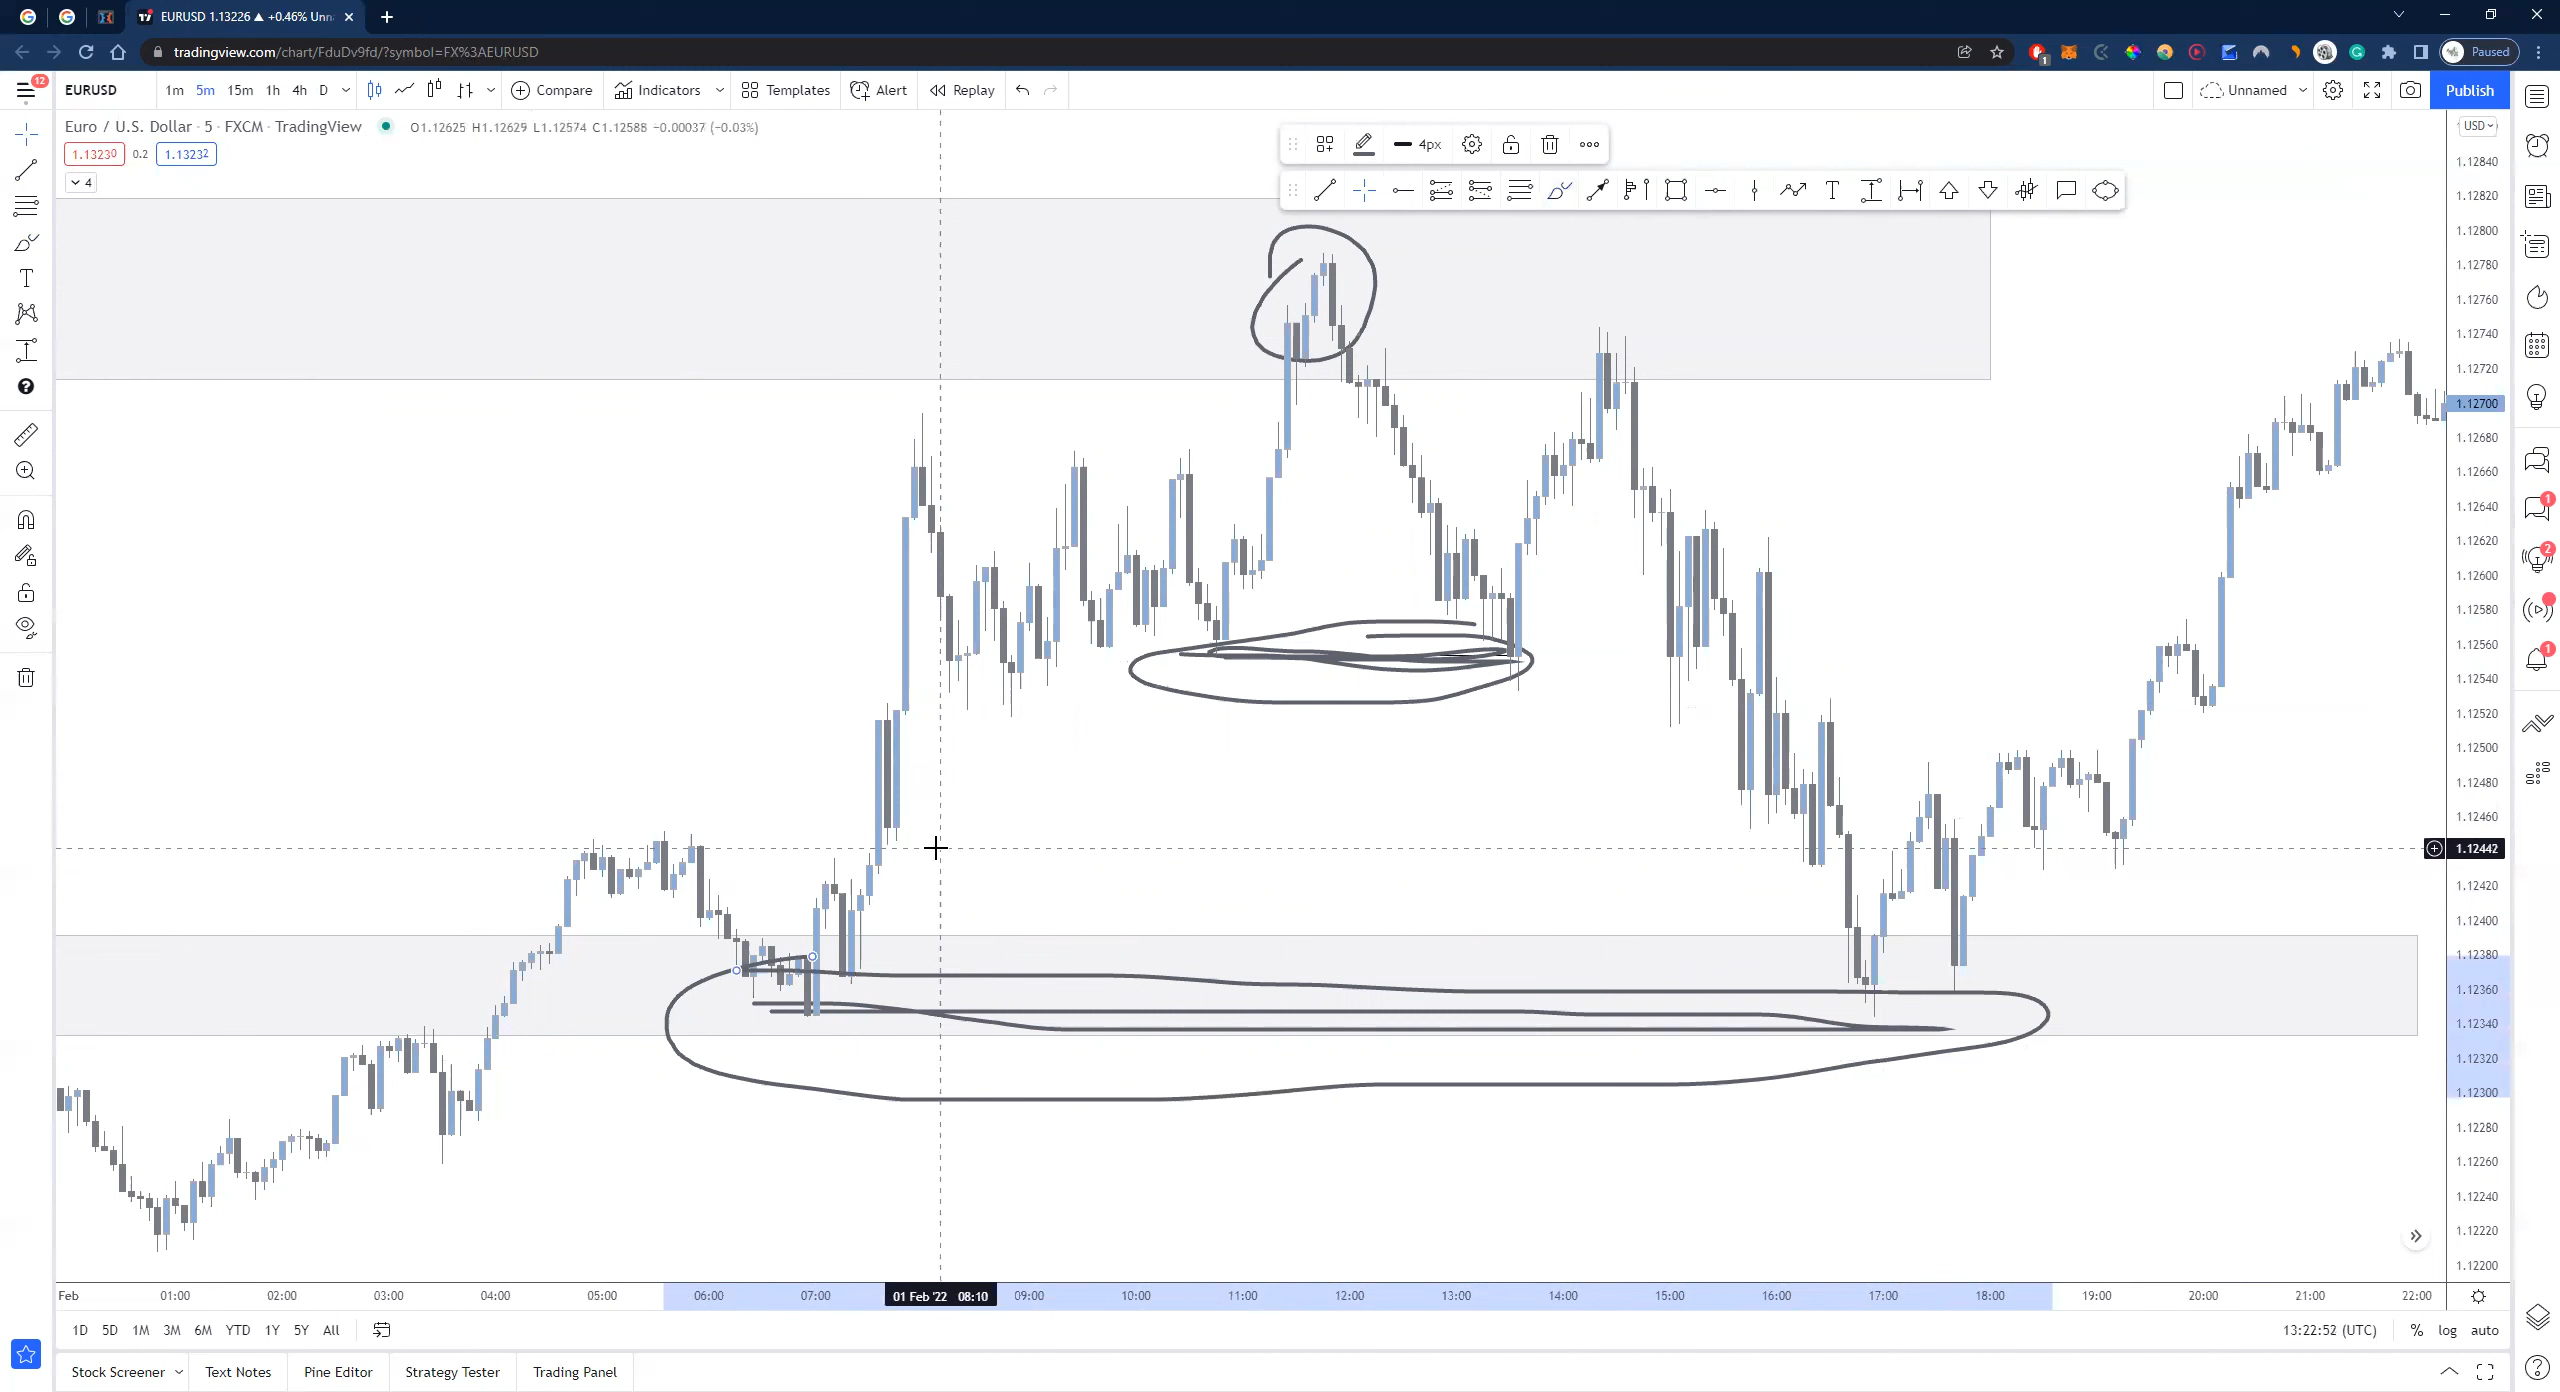 EURUSD 1.13226 ▲ +0.46% Unn
tradingview.com/chart/FduDv9fd/?symbol=FX%3AEURUSD
1
Paused
12
EURUSD
1m 5m 15m 1h 4h D
Compare
Indicators
Templates
Alert
Replay
Unnamed
Publish
Euro / U.S. Dollar · 5 · FXCM · TradingView
O1.12625 H1.12629 L1.12574 C1.12588 −0.00037 (−0.03%)
1.13230 0.2 1.13232
4
4px
T
USD
1.12840
1.12820
1.12800
1.12780
1.12760
1.12740
1.12720
1.12700
1.12680
1.12660
1.12640
1.12620
1.12600
1.12580
1.12560
1.12540
1.12520
1.12500
1.12480
1.12460
1.12442
1.12420
1.12400
1.12380
1.12360
1.12340
1.12320
1.12300
1.12280
1.12260
1.12240
1.12220
1.12200
1
2
1
Feb 01:00 02:00 03:00 04:00 05:00 06:00 07:00 01 Feb '22 08:10 09:00 10:00 11:00 12:00 13:00 14:00 15:00 16:00 17:00 18:00 19:00 20:00 21:00 22:00
1D 5D 1M 3M 6M YTD 1Y 5Y All
13:22:52 (UTC) % log auto
Stock Screener Text Notes Pine Editor Strategy Tester Trading Panel